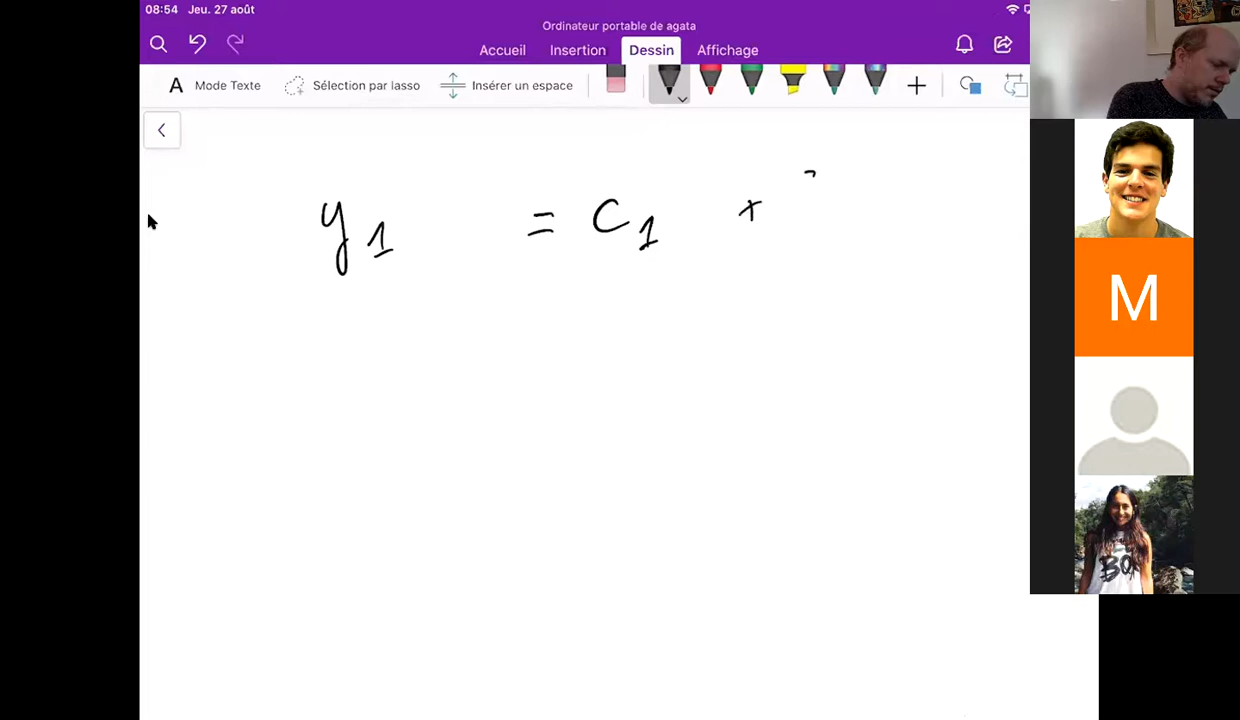 08:54 Jeu. 27 août
Ordinateur portable de agata
Accueil Insertion Dessin Affichage
A Mode Texte Sélection par lasso Insérer un espace
y₁ = C₁ +
M
BO